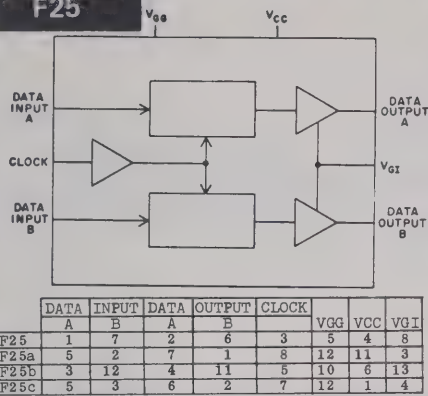 F25
VGG VCC
DATA INPUT A
DATA OUTPUT A
CLOCK
VGI
DATA INPUT B
DATA OUTPUT B
DATA INPUT DATA OUTPUT CLOCK
A B A B VGG VCC VGI
F25 1 7 2 6 3 5 4 8
F25a 5 2 7 1 8 12 11 3
F25b 3 12 4 11 5 10 6 13
F25c 5 3 6 2 7 12 1 4